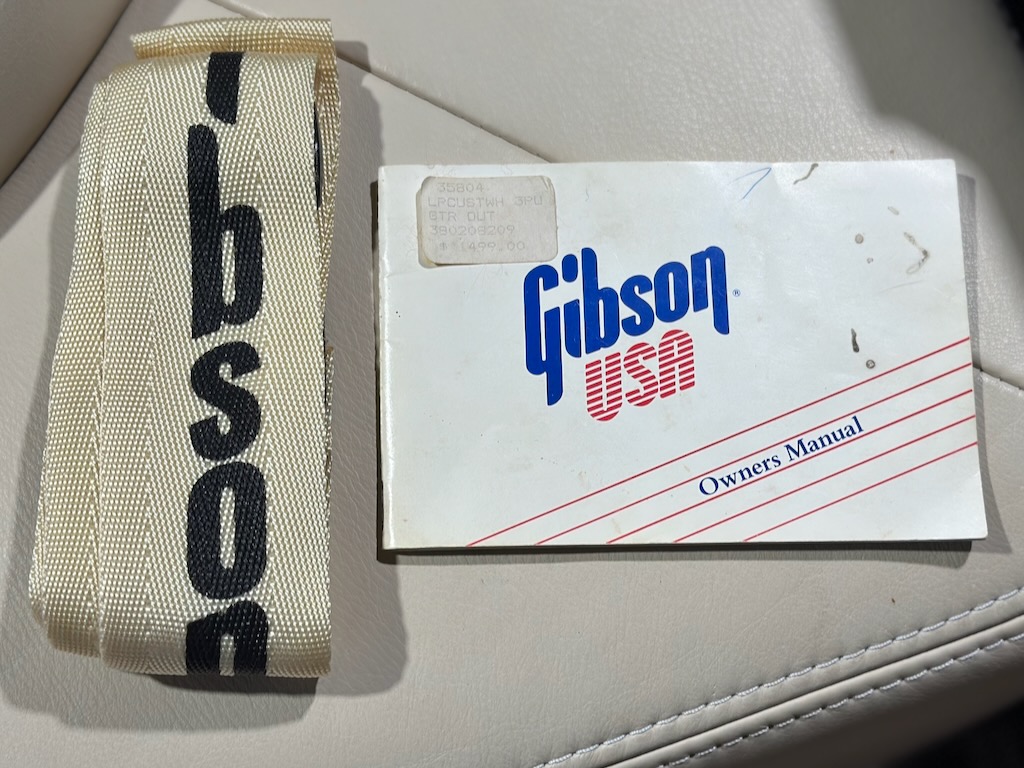 ibson
35804
LPCUSTWH 3PU
GTR OUT
390208209
$ 1499.00
Gibson®
USA
Owners Manual